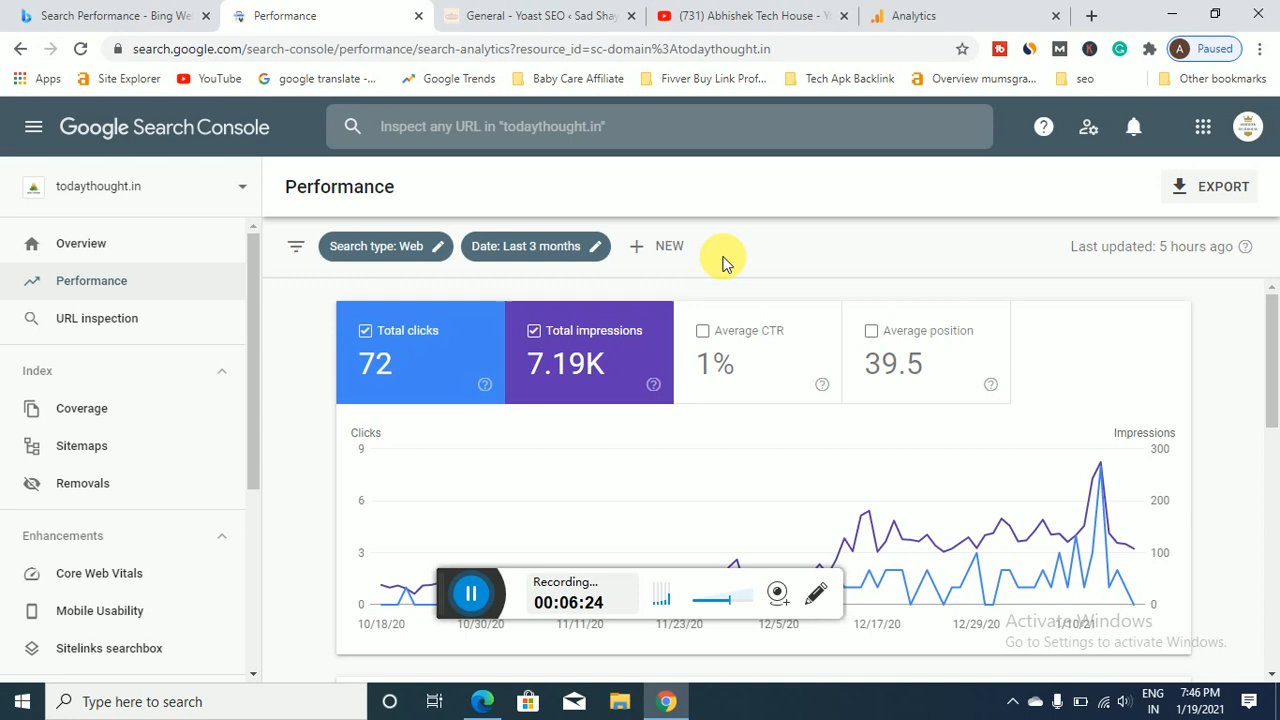 Search Performance - Bing We
Performance
General - Yoast SEO ‹ Sad Shay
(731) Abhishek Tech House - Y
Analytics
search.google.com/search-console/performance/search-analytics?resource_id=sc-domain%3Atodaythought.in
A Paused
Apps
Site Explorer
YouTube
google translate -...
Google Trends
Baby Care Affiliate
Fivver Buy Link Prof...
Tech Apk Backlink
Overview mumsgra...
seo
Other bookmarks
Google Search Console
Inspect any URL in "todaythought.in"
todaythought.in
Performance
EXPORT
Search type: Web
Date: Last 3 months
NEW
Last updated: 5 hours ago
Overview
Performance
URL inspection
Index
Coverage
Sitemaps
Removals
Enhancements
Core Web Vitals
Mobile Usability
Sitelinks searchbox
Total clicks
72
Total impressions
7.19K
Average CTR
1%
Average position
39.5
Clicks
Impressions
9
6
3
0
300
200
100
0
10/18/20
10/30/20
11/11/20
11/23/20
12/5/20
12/17/20
12/29/20
1/10/21
Recording...
00:06:24
Activate Windows
Go to Settings to activate Windows.
Type here to search
ENG
IN
7:46 PM
1/19/2021